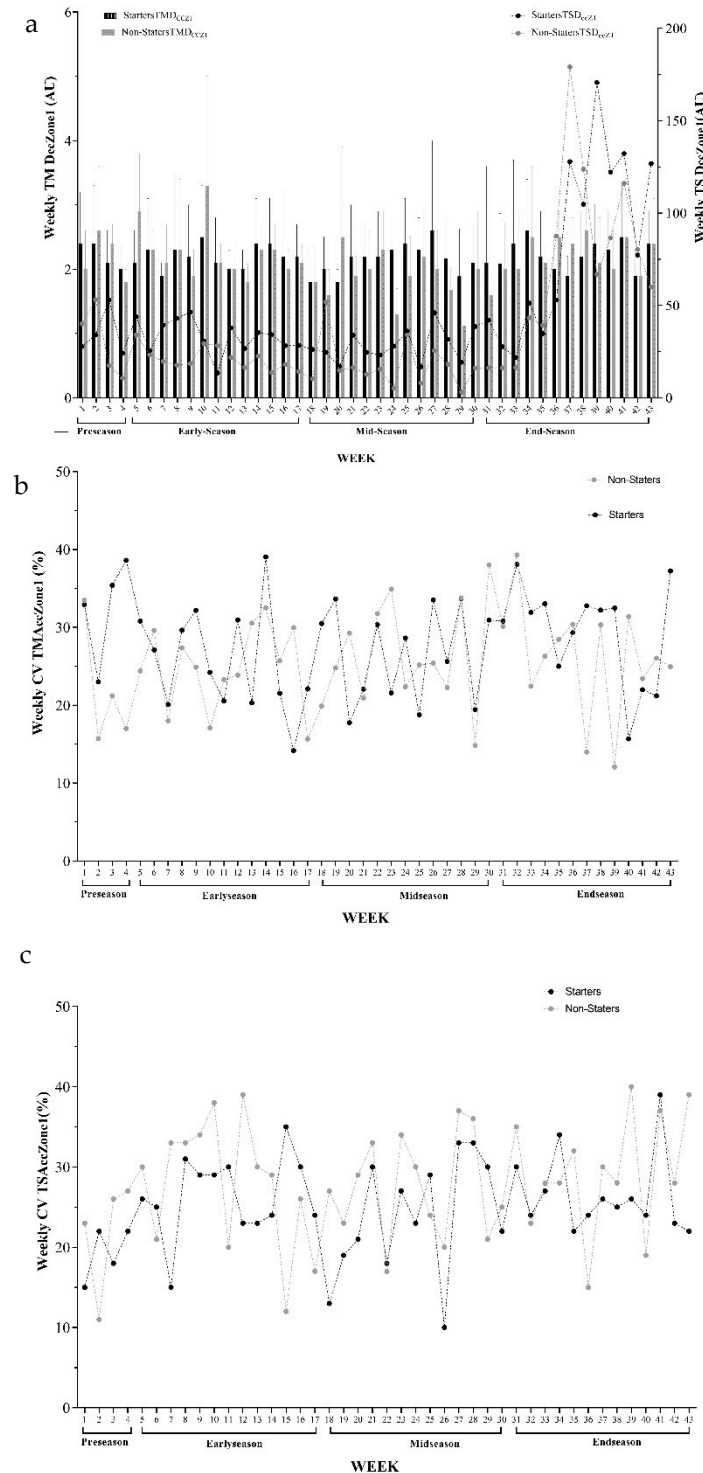 a
StartersTMD_CCZ1
Non-StatersTMD_CCZ1
StartersTSD_ccZ1
Non-StatersTSD_ccZ1
Weekly TM DecZone1 (AU)
6
4
2
0
200
150
100
50
0
Weekly TS DecZone1(AU)
1 2 3 4 5 6 7 8 9 10 11 12 13 14 15 16 17 18 19 20 21 22 23 24 25 26 27 28 29 30 31 32 33 34 35 36 37 38 39 40 41 42 43
Preseason Early-Season Mid-Season End-Season
WEEK
b
Non-Staters
Starters
Weekly CV TMAccZone1 (%)
50
40
30
20
10
0
1 2 3 4 5 6 7 8 9 10 11 12 13 14 15 16 17 18 19 20 21 22 23 24 25 26 27 28 29 30 31 32 33 34 35 36 37 38 39 40 41 42 43
Preseason Earlyseason Midseason Endseason
WEEK
c
Starters
Non-Staters
Weekly CV TSAccZone1(%)
50
40
30
20
10
0
1 2 3 4 5 6 7 8 9 10 11 12 13 14 15 16 17 18 19 20 21 22 23 24 25 26 27 28 29 30 31 32 33 34 35 36 37 38 39 40 41 42 43
Preseason Earlyseason Midseason Endseason
WEEK